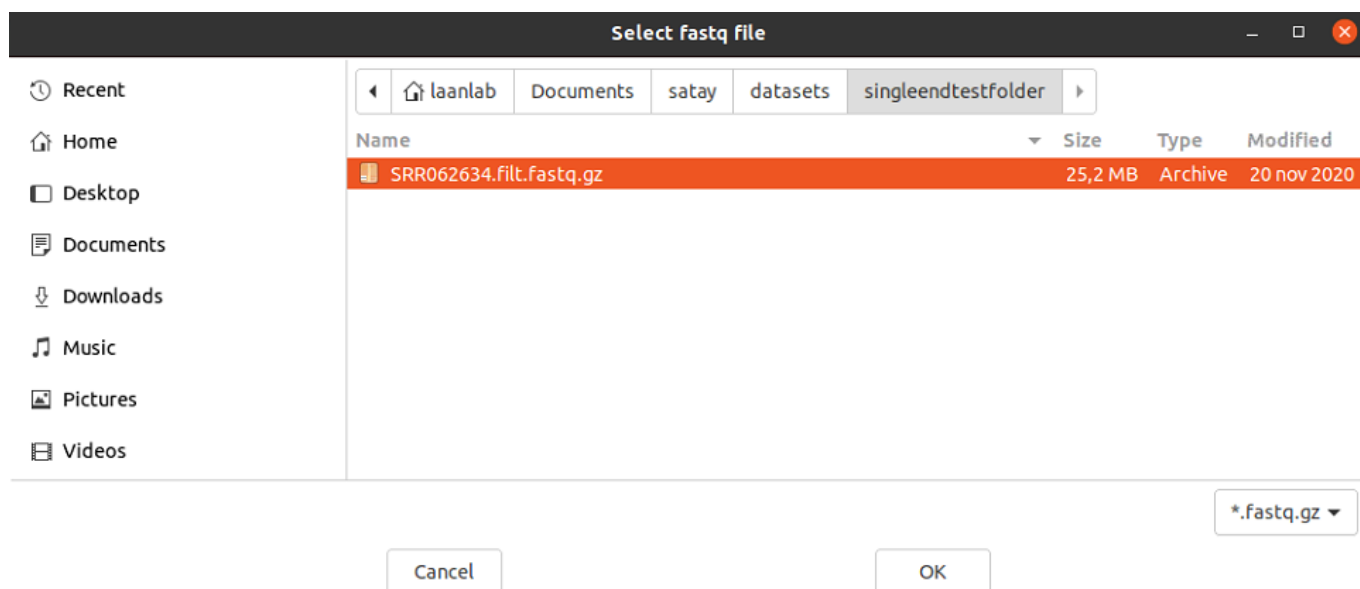 Select fastq file
Recent
Home
Desktop
Documents
Downloads
Music
Pictures
Videos
laanlab Documents satay datasets singleendtestfolder
Name Size Type Modified
SRR062634.filt.fastq.gz 25,2 MB Archive 20 nov 2020
*.fastq.gz
Cancel OK